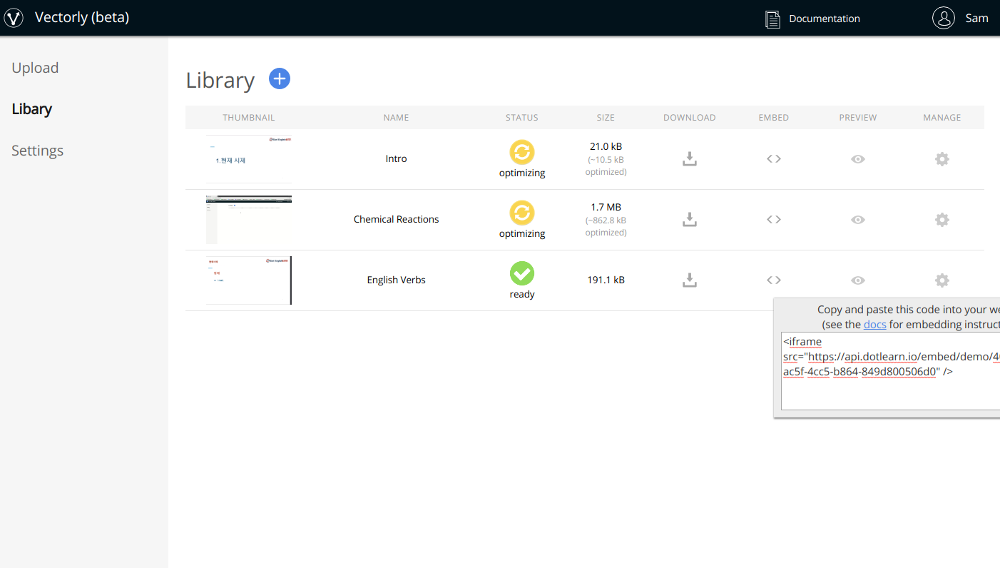 Vectorly (beta)
Documentation
Sam
Upload
Libary
Settings
Library
THUMBNAIL NAME STATUS SIZE DOWNLOAD EMBED PREVIEW MANAGE
1. 현재 시제
Intro
optimizing
21.0 kB
(~10.5 kB
optimized)
Chemical Reactions
optimizing
1.7 MB
(~862.8 kB
optimized)
English Verbs
ready
191.1 kB
Copy and paste this code into your we
(see the docs for embedding instruct
<iframe
src="https://api.dotlearn.io/embed/demo/4
ac5f-4cc5-b864-849d800506d0" />